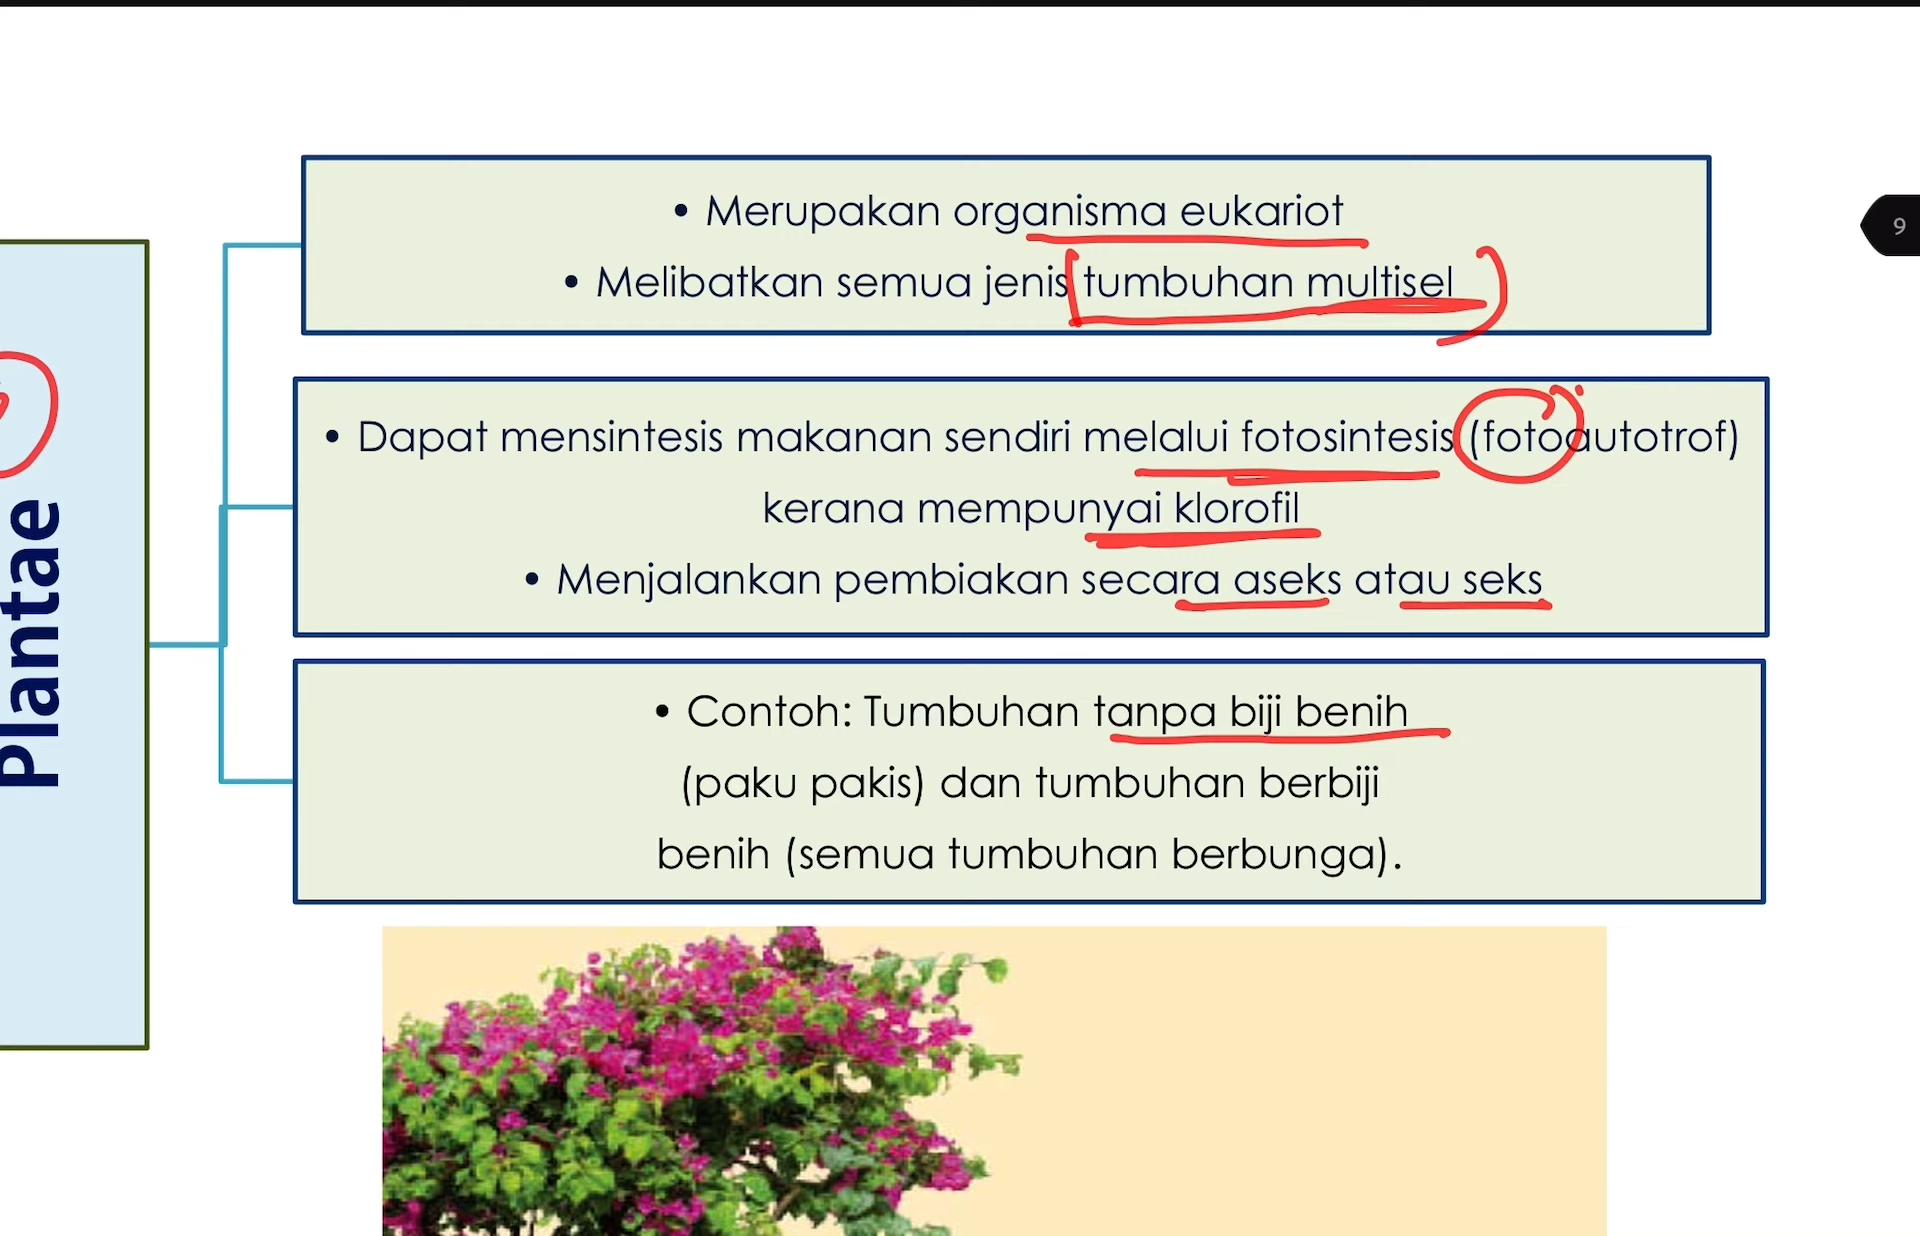 Plantae
• Merupakan organisma eukariot
• Melibatkan semua jenis tumbuhan multisel
• Dapat mensintesis makanan sendiri melalui fotosintesis (fotoautotrof)
kerana mempunyai klorofil
• Menjalankan pembiakan secara aseks atau seks
• Contoh: Tumbuhan tanpa biji benih
(paku pakis) dan tumbuhan berbiji
benih (semua tumbuhan berbunga).
9